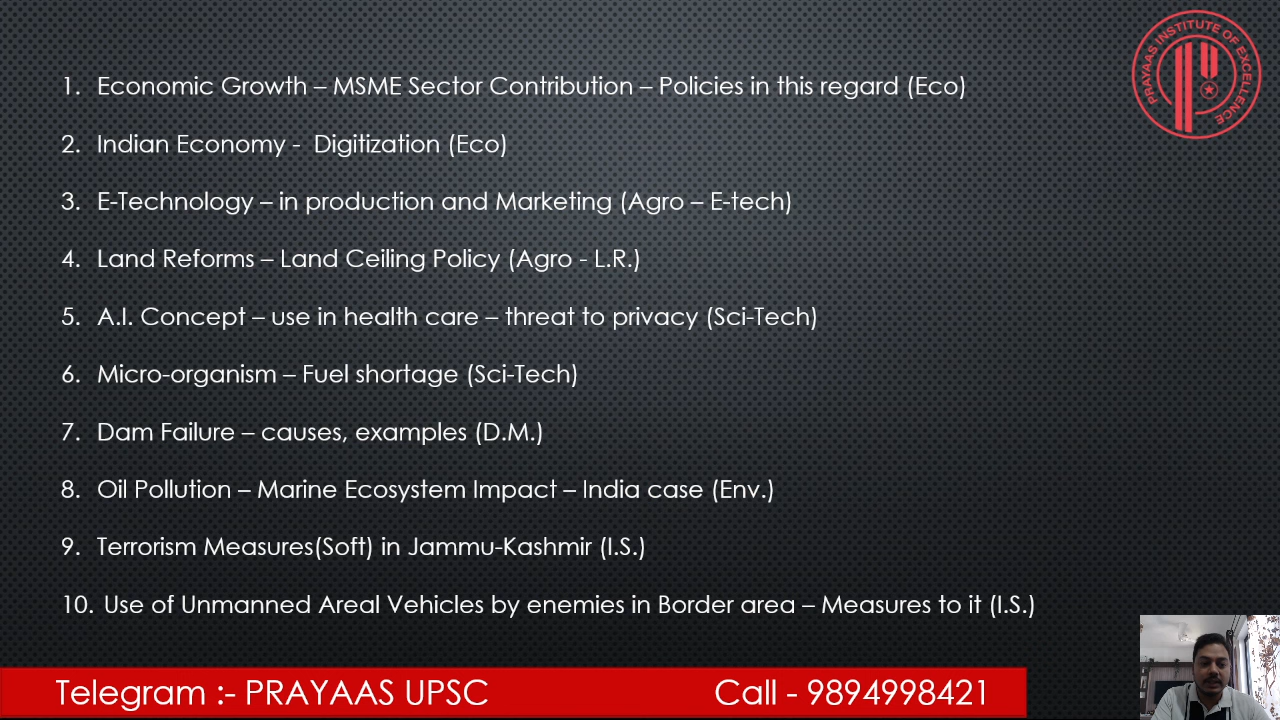 PRAYAAS INSTITUTE OF EXCELLENCE
1. Economic Growth – MSME Sector Contribution – Policies in this regard (Eco)
2. Indian Economy - Digitization (Eco)
3. E-Technology – in production and Marketing (Agro – E-tech)
4. Land Reforms – Land Ceiling Policy (Agro - L.R.)
5. A.I. Concept – use in health care – threat to privacy (Sci-Tech)
6. Micro-organism – Fuel shortage (Sci-Tech)
7. Dam Failure – causes, examples (D.M.)
8. Oil Pollution – Marine Ecosystem Impact – India case (Env.)
9. Terrorism Measures(Soft) in Jammu-Kashmir (I.S.)
10. Use of Unmanned Areal Vehicles by enemies in Border area – Measures to it (I.S.)
Telegram :- PRAYAAS UPSC Call - 9894998421